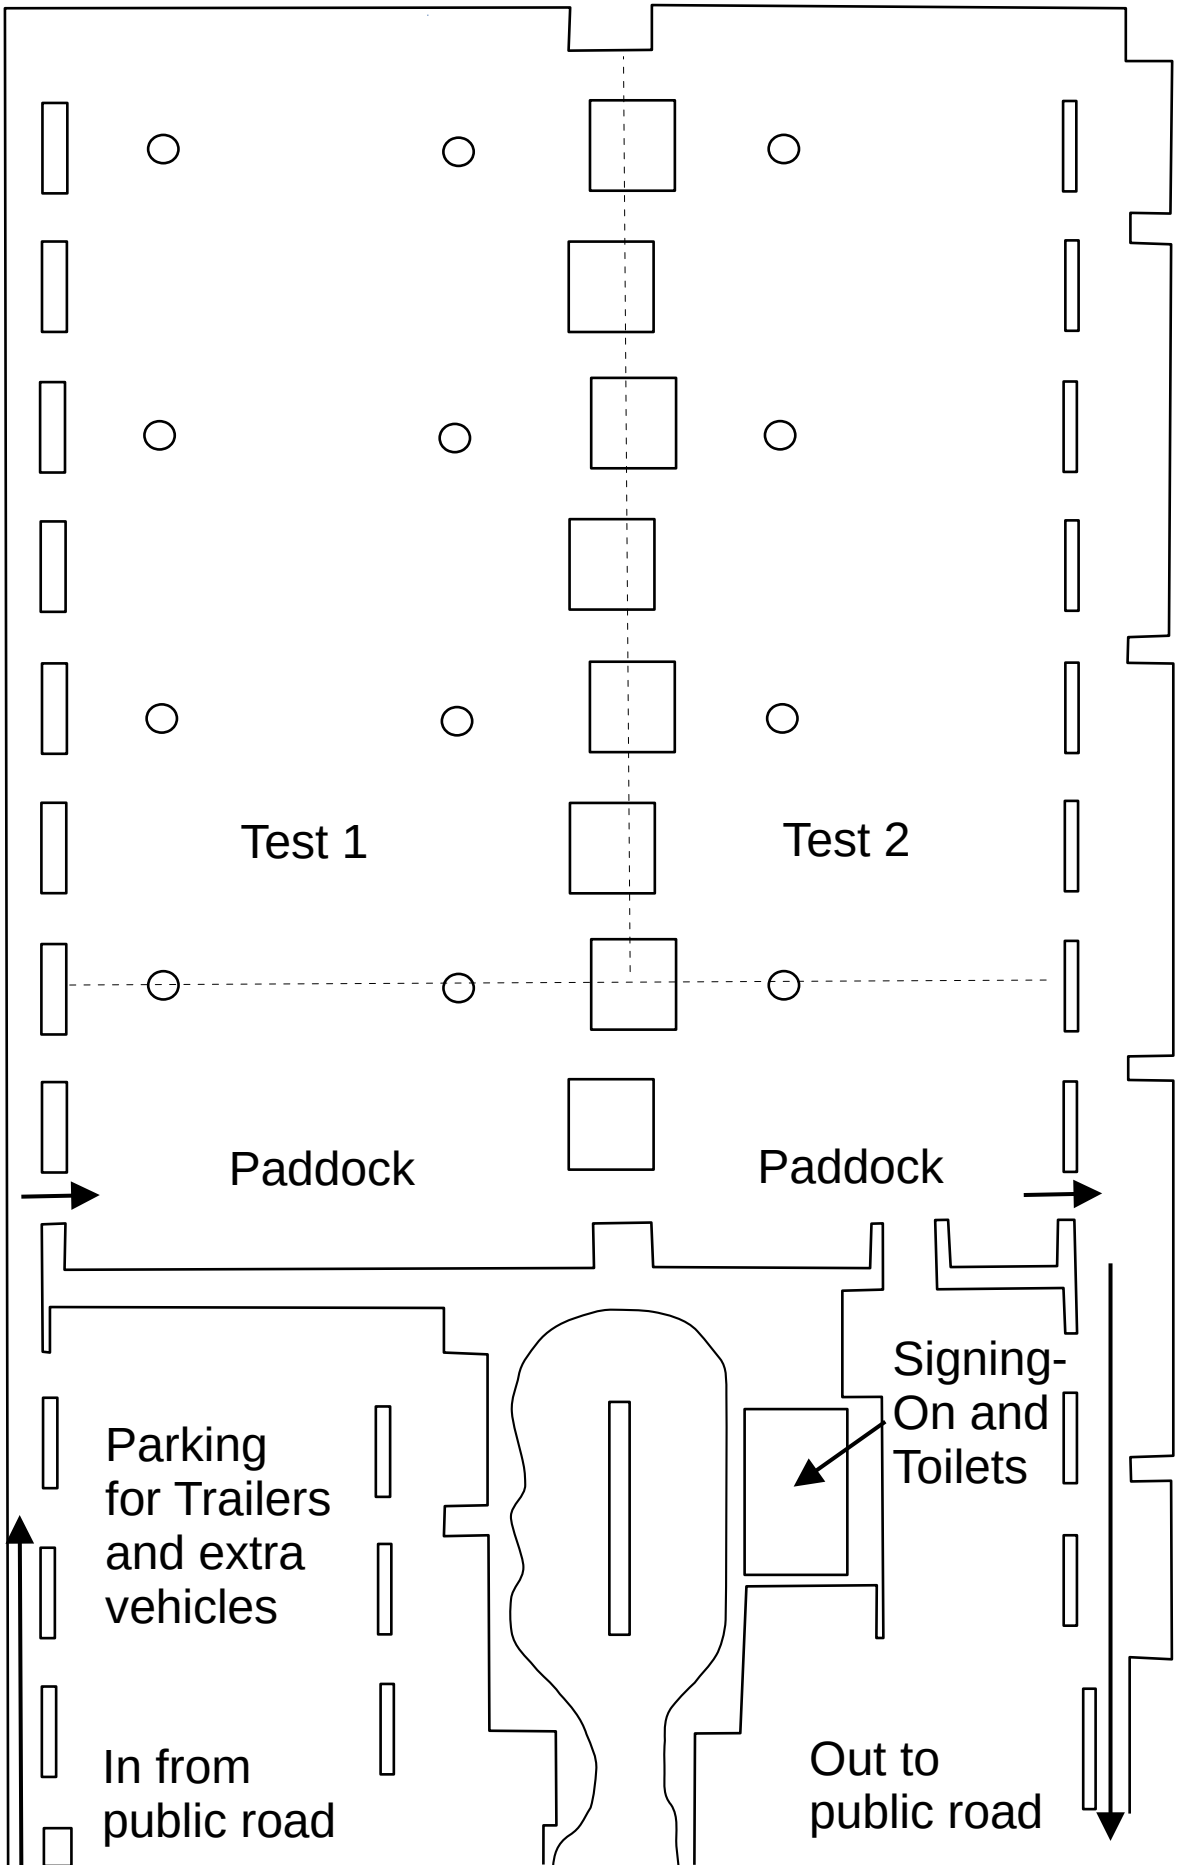 Test 1
Test 2
Paddock
Paddock
Signing-
On and
Toilets
Parking
for Trailers
and extra
vehicles
In from
public road
Out to
public road